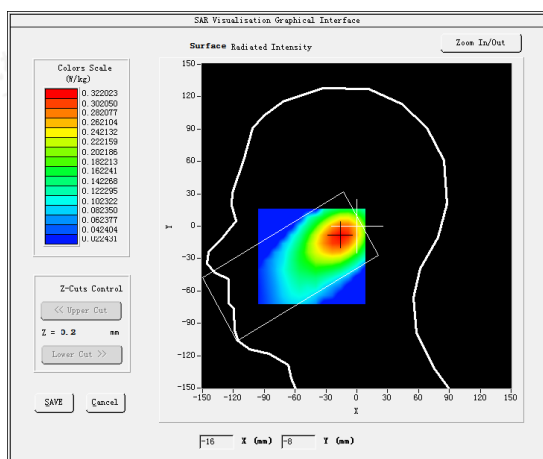 SAR Visualisation Graphical Interface
Surface Radiated Intensity
Zoom In/Out
Colors Scale
(W/kg)
0.322023
0.302050
0.282077
0.262104
0.242132
0.222159
0.202186
0.182213
0.162241
0.142268
0.122295
0.102322
0.082350
0.062377
0.042404
0.022431
150
120
90
60
30
0
-30
-60
-90
-120
-150
Y
-150 -120 -90 -60 -30 0 30 60 90 120 150
X
Z-Cuts Control
<< Upper Cut
Z = 0.2 mm
Lower Cut >>
SAVE Cancel
-16 X (mm) -8 Y (mm)